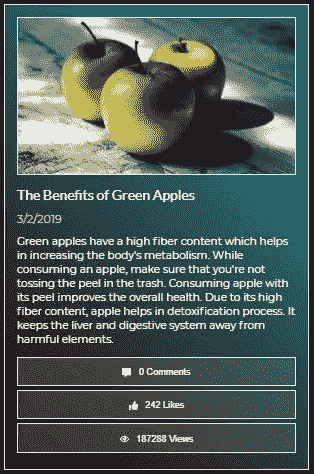 The Benefits of Green Apples
3/2/2019
Green apples have a high fiber content which helps
in increasing the body's metabolism. While
consuming an apple, make sure that you're not
tossing the peel in the trash. Consuming apple with
its peel improves the overall health. Due to its high
fiber content, apple helps in detoxification process. It
keeps the liver and digestive system away from
harmful elements.
0 Comments
242 Likes
187288 Views